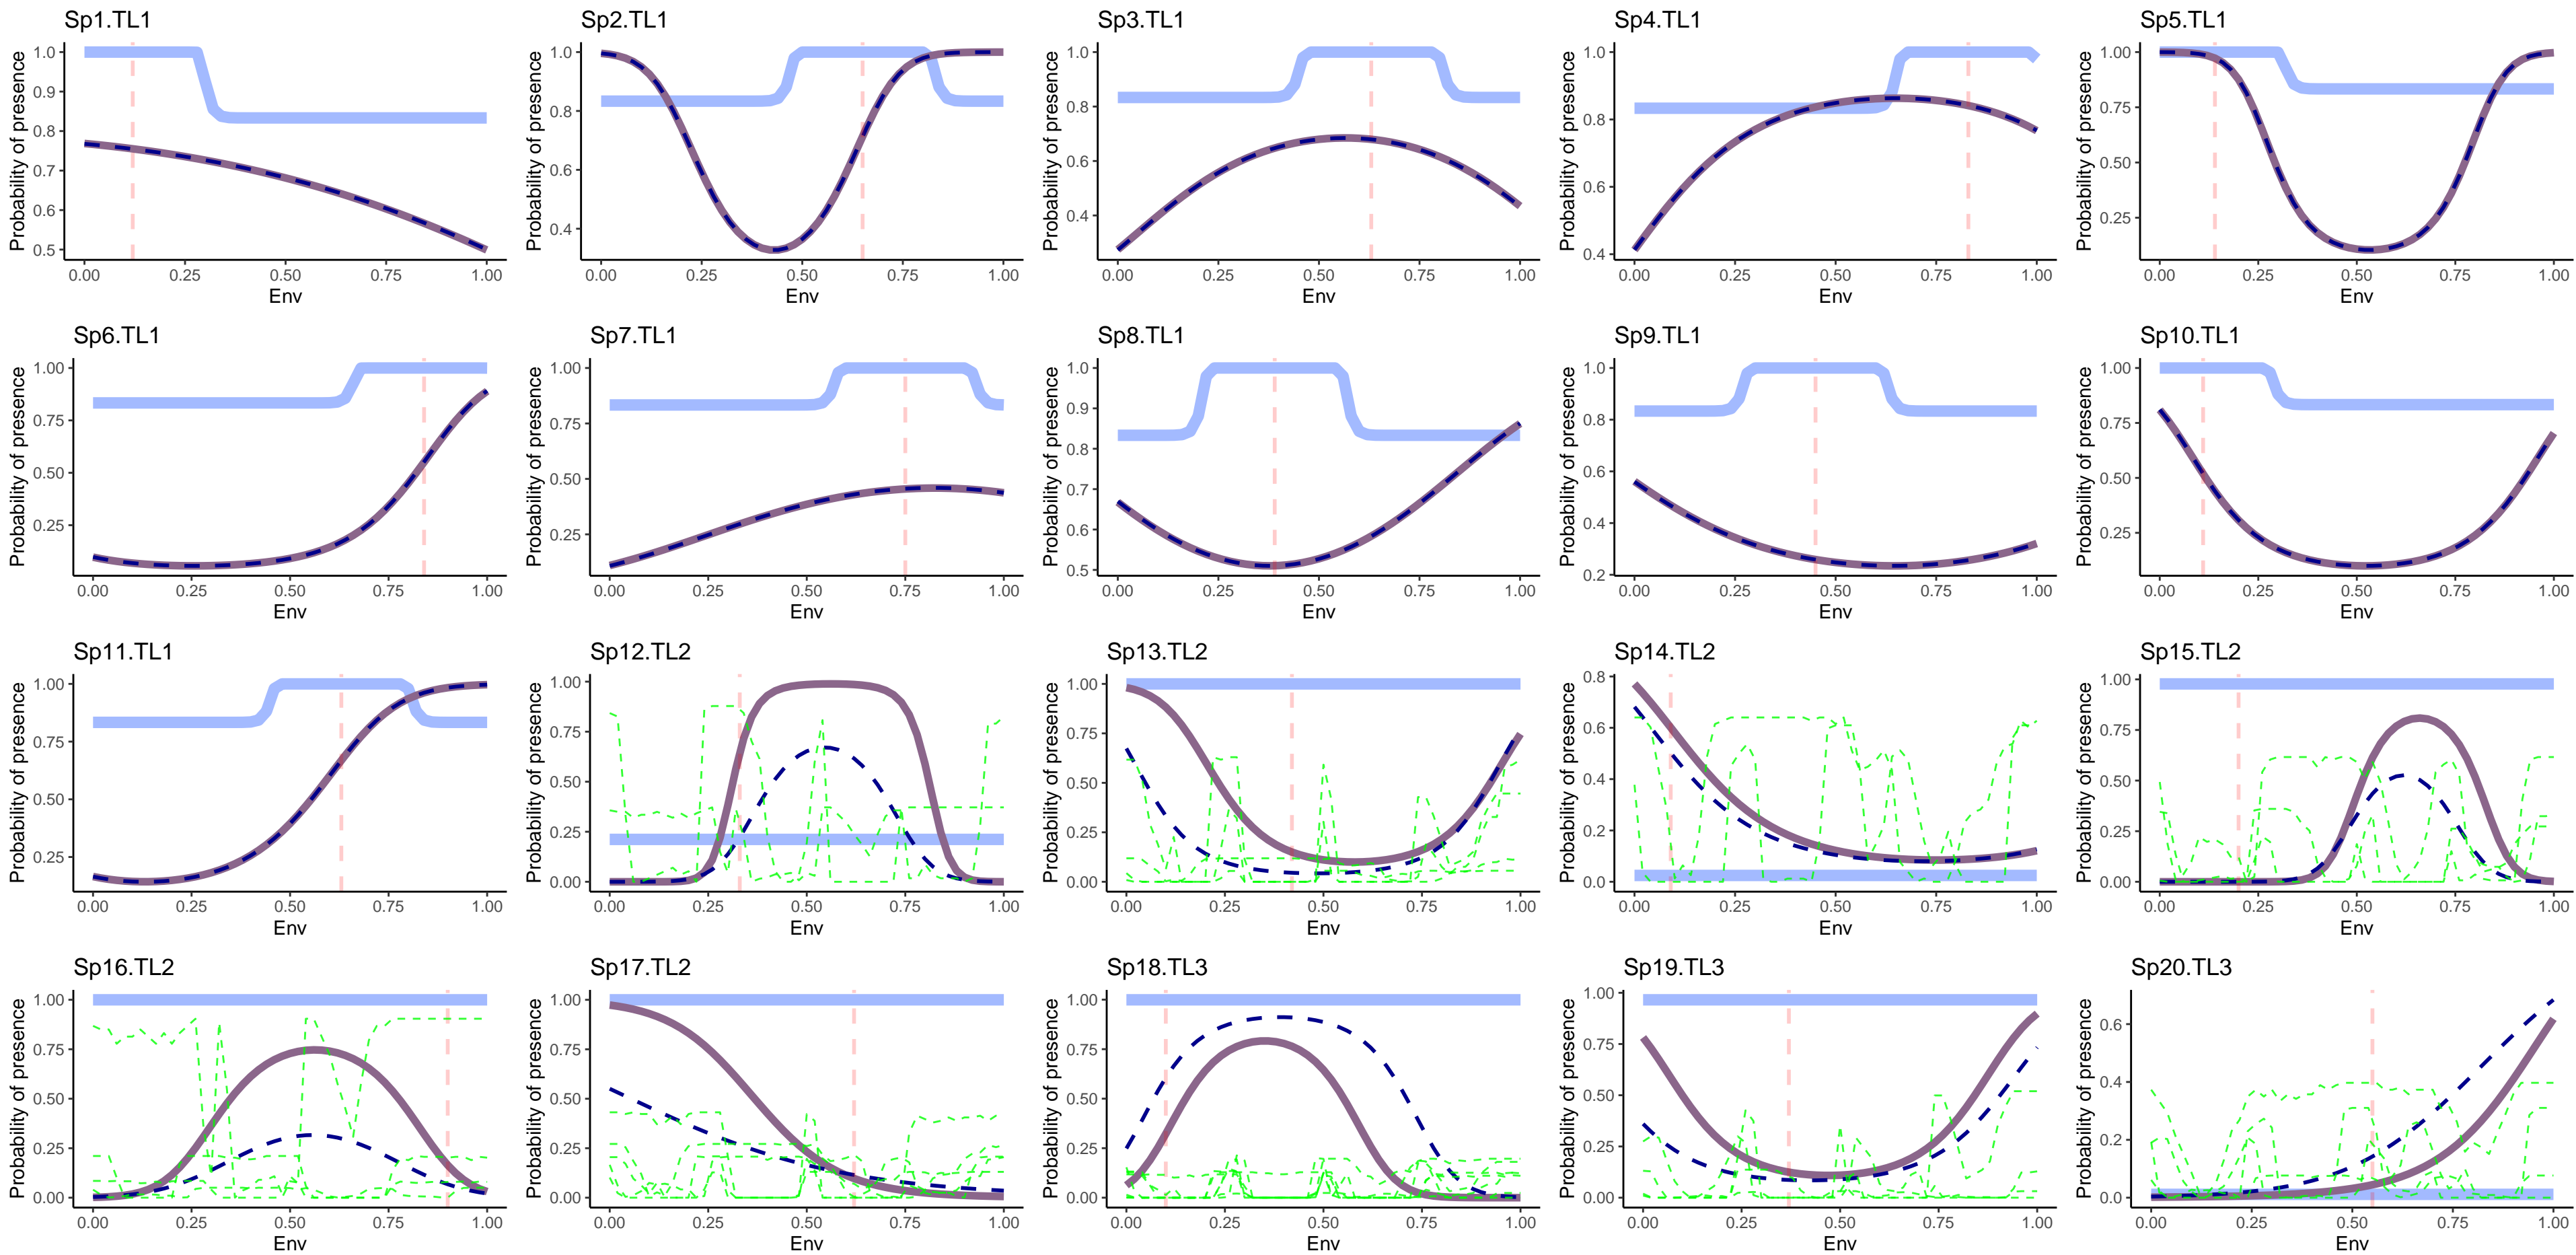 Sp1.TL1
Probability of presence
1.0
0.9
0.8
0.7
0.6
0.5
0.00 0.25 0.50 0.75 1.00
Env
Sp2.TL1
Probability of presence
1.0
0.8
0.6
0.4
0.00 0.25 0.50 0.75 1.00
Env
Sp3.TL1
Probability of presence
1.0
0.8
0.6
0.4
0.00 0.25 0.50 0.75 1.00
Env
Sp4.TL1
Probability of presence
1.0
0.8
0.6
0.4
0.00 0.25 0.50 0.75 1.00
Env
Sp5.TL1
Probability of presence
1.00
0.75
0.50
0.25
0.00 0.25 0.50 0.75 1.00
Env
Sp6.TL1
Probability of presence
1.00
0.75
0.50
0.25
0.00 0.25 0.50 0.75 1.00
Env
Sp7.TL1
Probability of presence
1.00
0.75
0.50
0.25
0.00 0.25 0.50 0.75 1.00
Env
Sp8.TL1
Probability of presence
1.0
0.9
0.8
0.7
0.6
0.5
0.00 0.25 0.50 0.75 1.00
Env
Sp9.TL1
Probability of presence
1.0
0.8
0.6
0.4
0.2
0.00 0.25 0.50 0.75 1.00
Env
Sp10.TL1
Probability of presence
1.00
0.75
0.50
0.25
0.00 0.25 0.50 0.75 1.00
Env
Sp11.TL1
Probability of presence
1.00
0.75
0.50
0.25
0.00 0.25 0.50 0.75 1.00
Env
Sp12.TL2
Probability of presence
1.00
0.75
0.50
0.25
0.00
0.00 0.25 0.50 0.75 1.00
Env
Sp13.TL2
Probability of presence
1.00
0.75
0.50
0.25
0.00
0.00 0.25 0.50 0.75 1.00
Env
Sp14.TL2
Probability of presence
0.8
0.6
0.4
0.2
0.0
0.00 0.25 0.50 0.75 1.00
Env
Sp15.TL2
Probability of presence
1.00
0.75
0.50
0.25
0.00
0.00 0.25 0.50 0.75 1.00
Env
Sp16.TL2
Probability of presence
1.00
0.75
0.50
0.25
0.00
0.00 0.25 0.50 0.75 1.00
Env
Sp17.TL2
Probability of presence
1.00
0.75
0.50
0.25
0.00
0.00 0.25 0.50 0.75 1.00
Env
Sp18.TL3
Probability of presence
1.00
0.75
0.50
0.25
0.00
0.00 0.25 0.50 0.75 1.00
Env
Sp19.TL3
Probability of presence
1.00
0.75
0.50
0.25
0.00
0.00 0.25 0.50 0.75 1.00
Env
Sp20.TL3
Probability of presence
0.6
0.4
0.2
0.0
0.00 0.25 0.50 0.75 1.00
Env